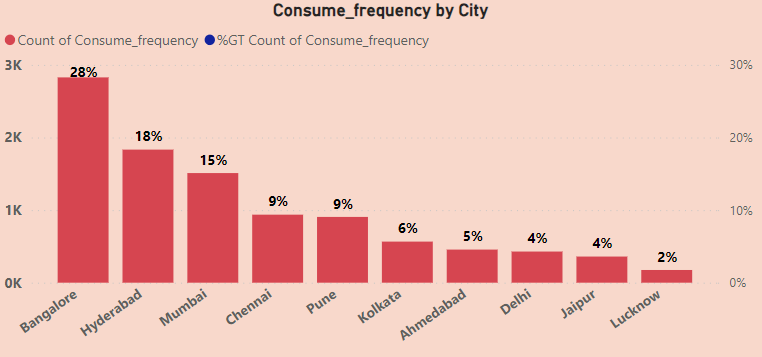 Consume_frequency by City
Count of Consume_frequency %GT Count of Consume_frequency
3K 30%
28%
2K 20%
18%
15%
1K 10%
9%
9%
6%
5%
4%
4%
2%
0K 0%
Bangalore Hyderabad Mumbai Chennai Pune Kolkata Ahmedabad Delhi Jaipur Lucknow